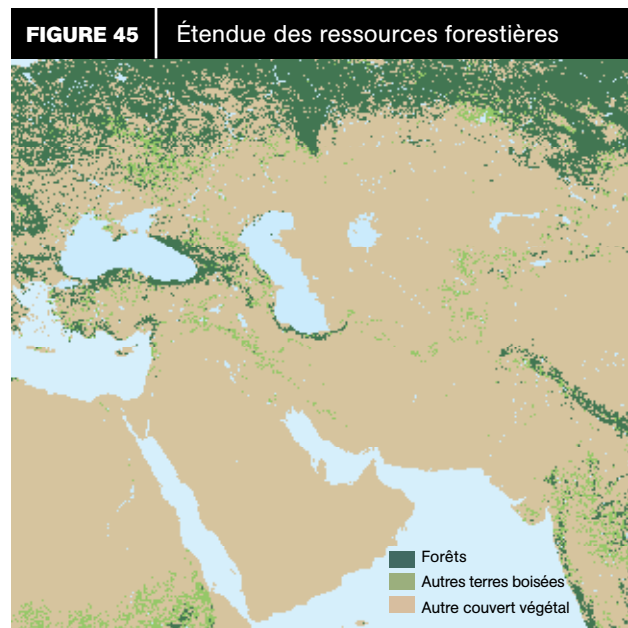 FIGURE 45
Étendue des ressources forestières
Forêts
Autres terres boisées
Autre couvert végétal